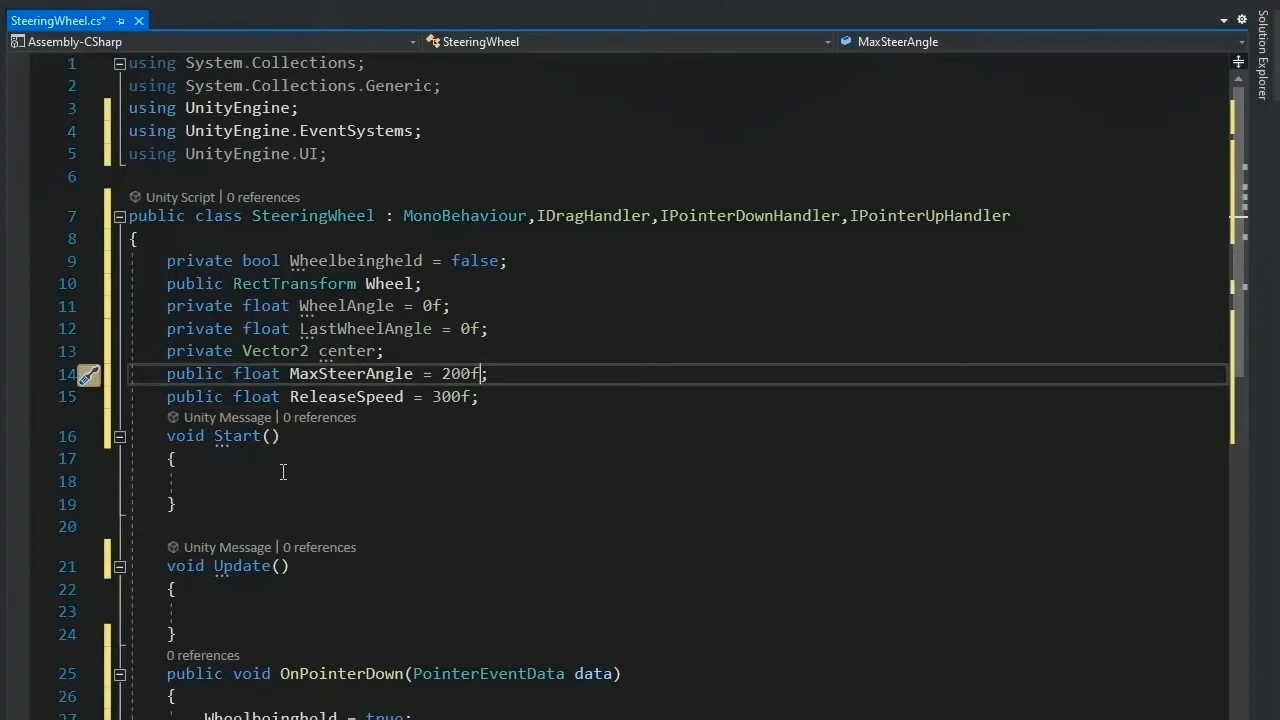 SteeringWheel.cs*
Assembly-CSharp SteeringWheel MaxSteerAngle
Solution Explorer
1 using System.Collections;
2 using System.Collections.Generic;
3 using UnityEngine;
4 using UnityEngine.EventSystems;
5 using UnityEngine.UI;
6
Unity Script | 0 references
7 public class SteeringWheel : MonoBehaviour,IDragHandler,IPointerDownHandler,IPointerUpHandler
8 {
9 private bool Wheelbeingheld = false;
10 public RectTransform Wheel;
11 private float WheelAngle = 0f;
12 private float LastWheelAngle = 0f;
13 private Vector2 center;
14 public float MaxSteerAngle = 200f;
15 public float ReleaseSpeed = 300f;
Unity Message | 0 references
16 void Start()
17 {
18
19 }
20
Unity Message | 0 references
21 void Update()
22 {
23
24 }
0 references
25 public void OnPointerDown(PointerEventData data)
26 {
27 Wheelbeingheld = true;